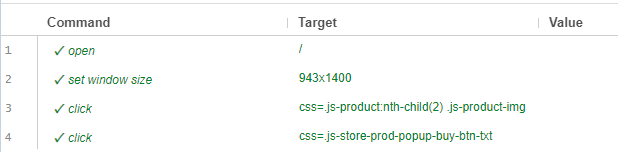 Command Target Value
1 ✓ open /
2 ✓ set window size 943x1400
3 ✓ click css=.js-product:nth-child(2) .js-product-img
4 ✓ click css=.js-store-prod-popup-buy-btn-txt